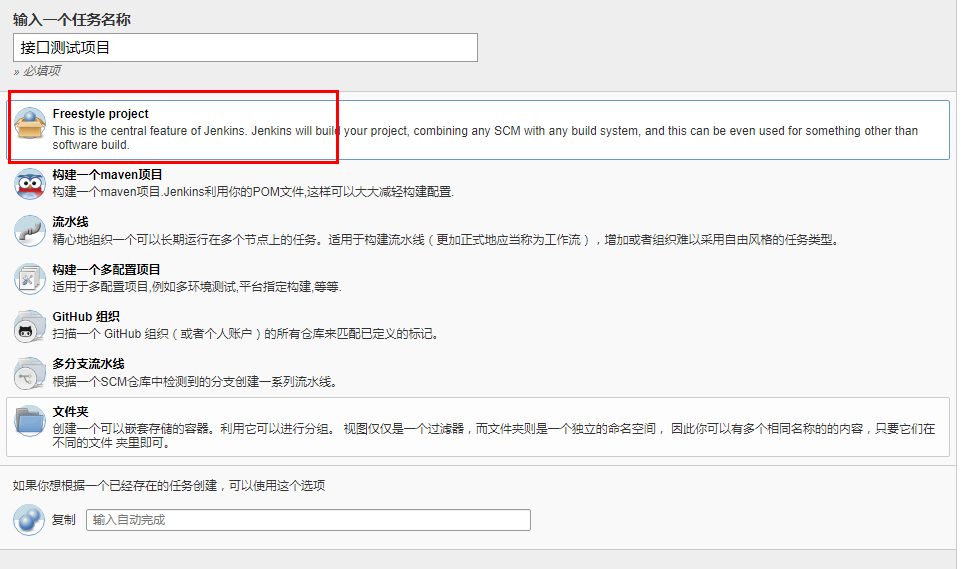 输入一个任务名称
接口测试项目
» 必填项
Freestyle project
This is the central feature of Jenkins. Jenkins will build your project, combining any SCM with any build system, and this can be even used for something other than
software build.
构建一个maven项目
构建一个maven项目.Jenkins利用你的POM文件,这样可以大大减轻构建配置.
流水线
精心地组织一个可以长期运行在多个节点上的任务。适用于构建流水线（更加正式地应当称为工作流），增加或者组织难以采用自由风格的任务类型。
构建一个多配置项目
适用于多配置项目,例如多环境测试,平台指定构建,等等.
GitHub 组织
扫描一个 GitHub 组织（或者个人账户）的所有仓库来匹配已定义的标记。
多分支流水线
根据一个SCM仓库中检测到的分支创建一系列流水线。
文件夹
创建一个可以嵌套存储的容器。利用它可以进行分组。 视图仅仅是一个过滤器，而文件夹则是一个独立的命名空间， 因此你可以有多个相同名称的的内容，只要它们在
不同的文件 夹里即可。
如果你想根据一个已经存在的任务创建，可以使用这个选项
复制 输入自动完成